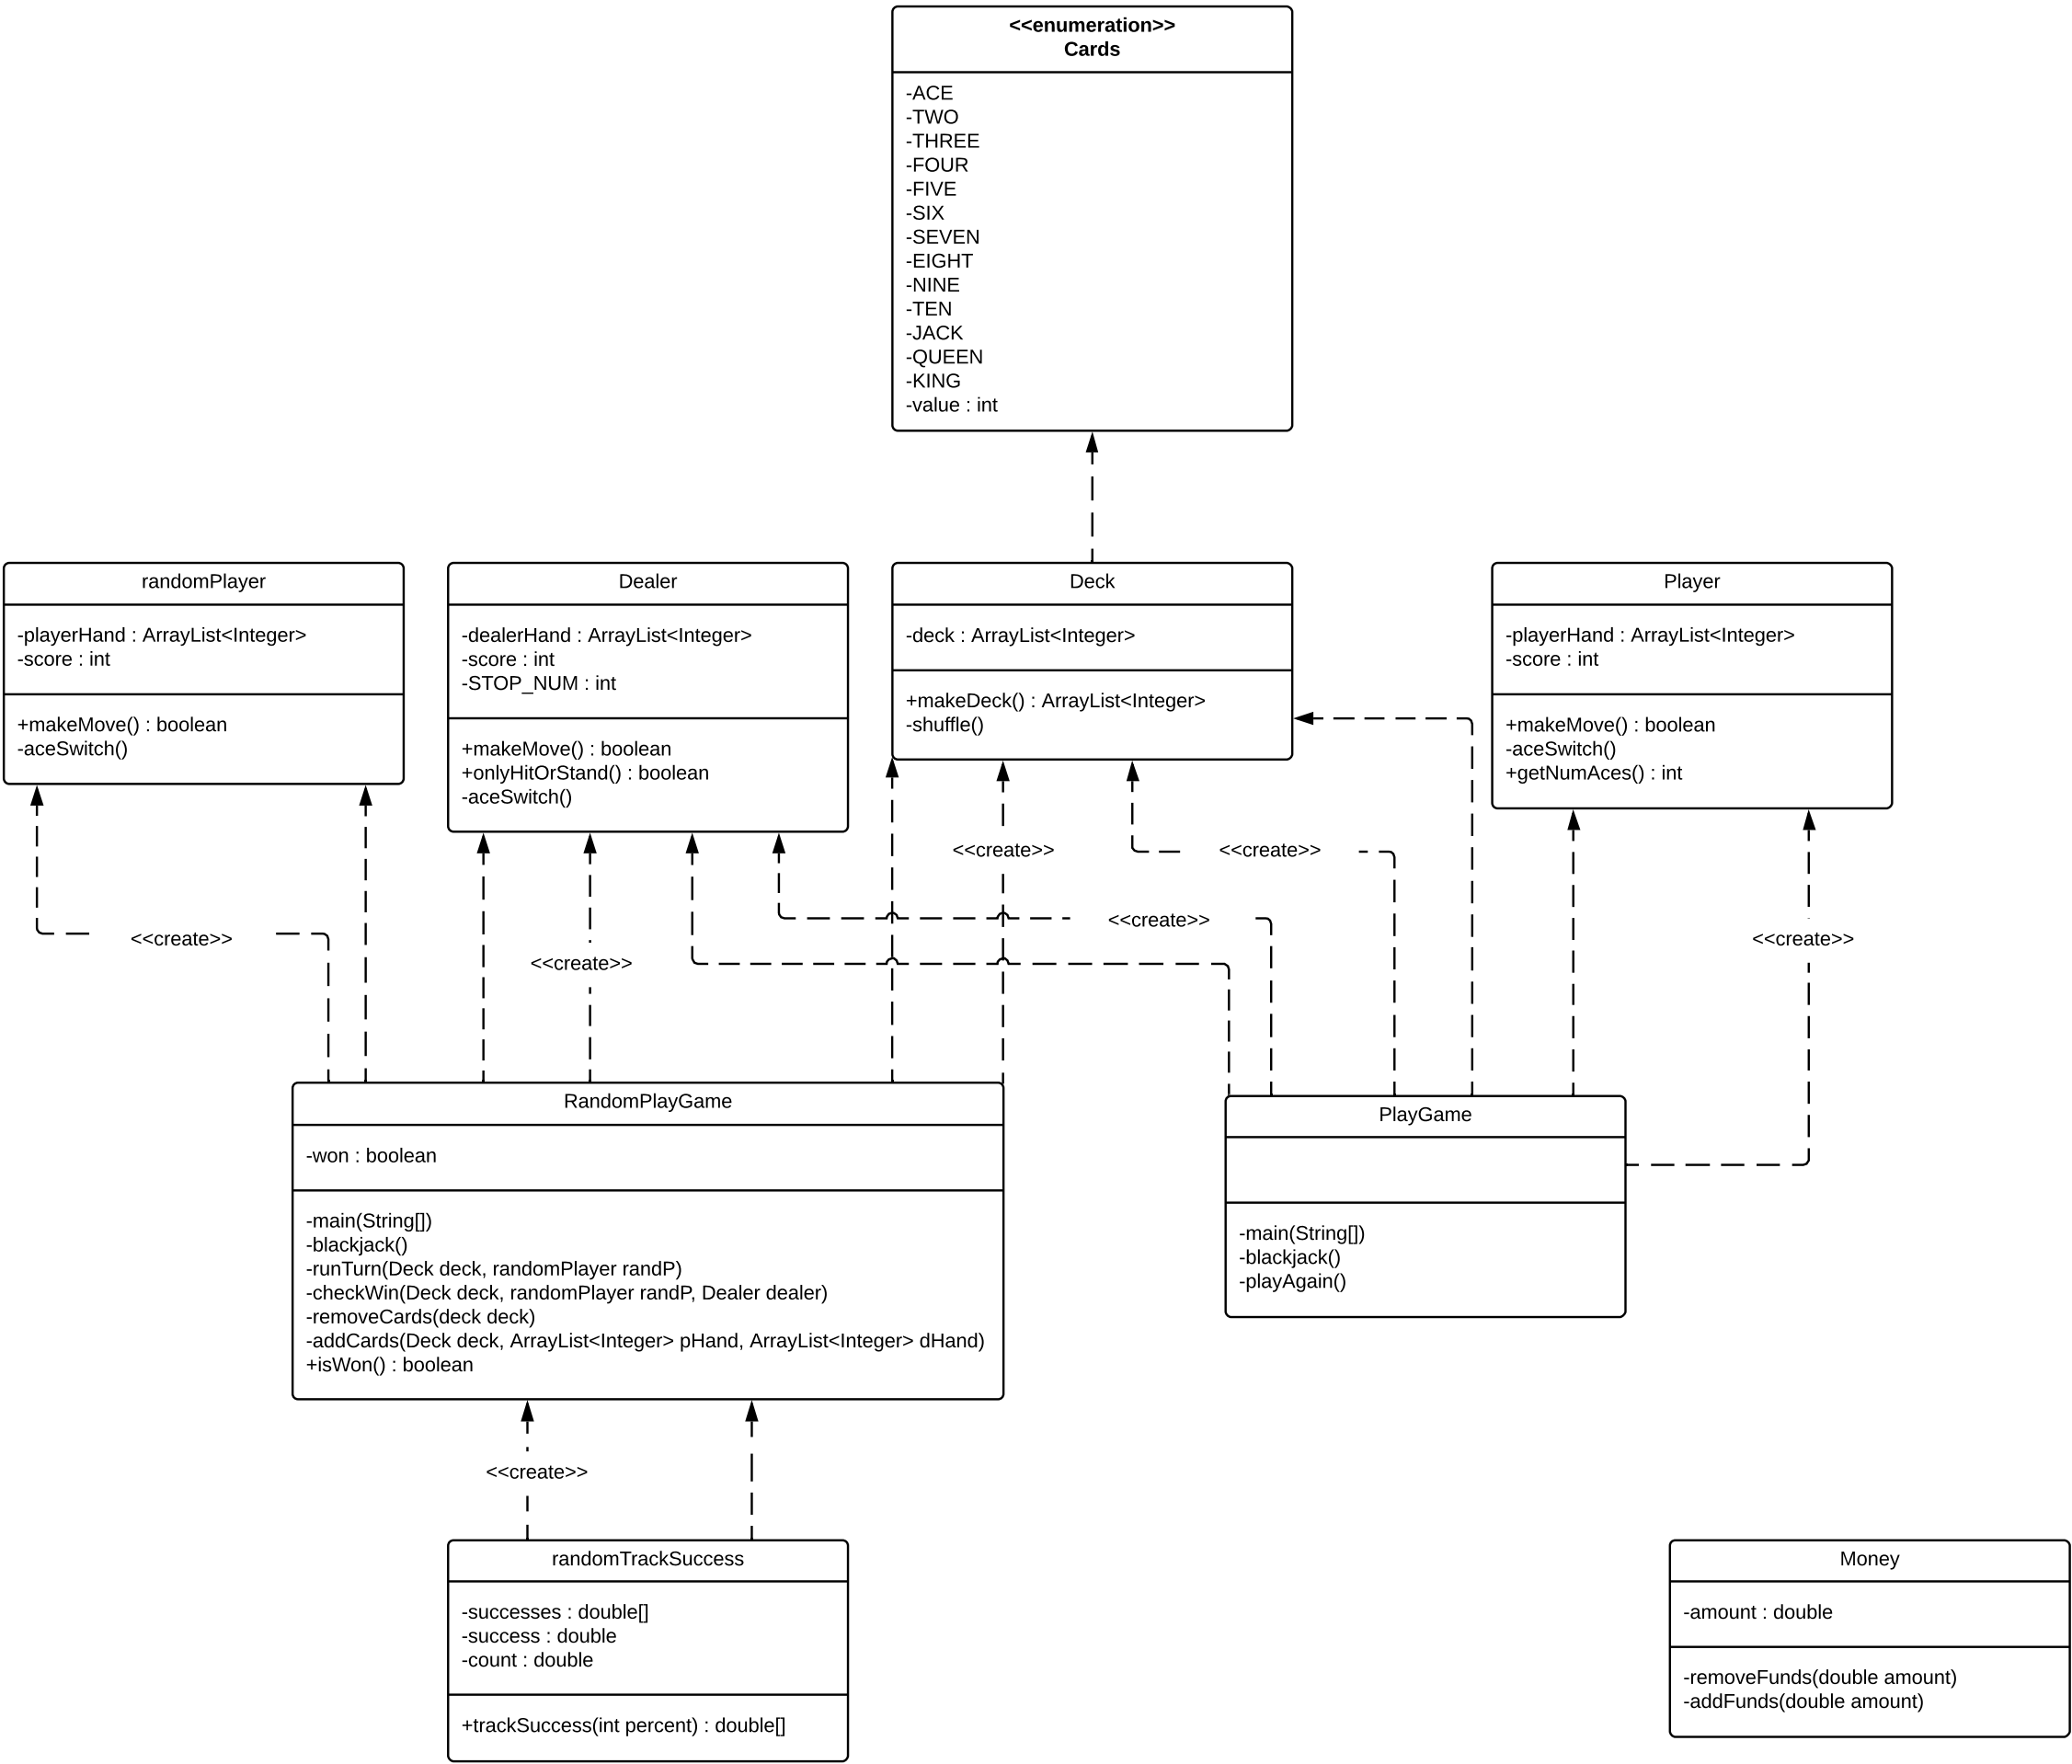 <<enumeration>>
Cards
-ACE
-TWO
-THREE
-FOUR
-FIVE
-SIX
-SEVEN
-EIGHT
-NINE
-TEN
-JACK
-QUEEN
-KING
-value : int
randomPlayer
-playerHand : ArrayList<Integer>
-score : int
+makeMove() : boolean
-aceSwitch()
Dealer
-dealerHand : ArrayList<Integer>
-score : int
-STOP_NUM : int
+makeMove() : boolean
+onlyHitOrStand() : boolean
-aceSwitch()
Deck
-deck : ArrayList<Integer>
+makeDeck() : ArrayList<Integer>
-shuffle()
Player
-playerHand : ArrayList<Integer>
-score : int
+makeMove() : boolean
-aceSwitch()
+getNumAces() : int
<<create>>
<<create>>
<<create>>
<<create>>
<<create>>
<<create>>
RandomPlayGame
-won : boolean
-main(String[])
-blackjack()
-runTurn(Deck deck, randomPlayer randP)
-checkWin(Deck deck, randomPlayer randP, Dealer dealer)
-removeCards(deck deck)
-addCards(Deck deck, ArrayList<Integer> pHand, ArrayList<Integer> dHand)
+isWon() : boolean
PlayGame
-main(String[])
-blackjack()
-playAgain()
<<create>>
randomTrackSuccess
-successes : double[]
-success : double
-count : double
+trackSuccess(int percent) : double[]
Money
-amount : double
-removeFunds(double amount)
-addFunds(double amount)